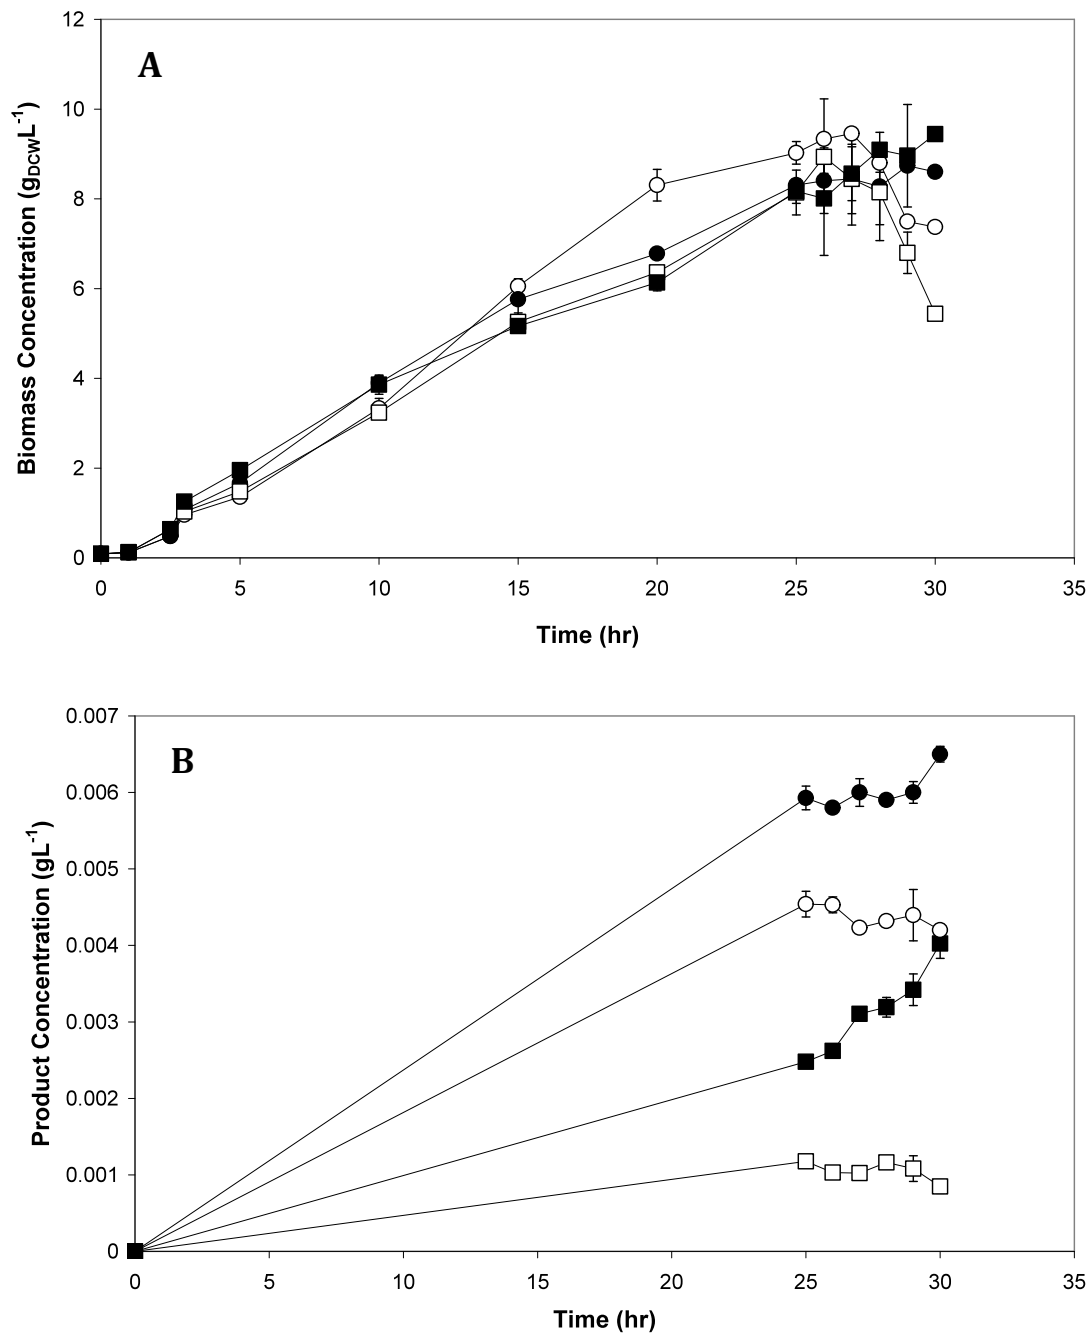 A
Biomass Concentration (gDCWL-1)
12
10
8
6
4
2
0
0 5 10 15 20 25 30 35
Time (hr)
B
Product Concentration (gL-1)
0.007
0.006
0.005
0.004
0.003
0.002
0.001
0
0 5 10 15 20 25 30 35
Time (hr)